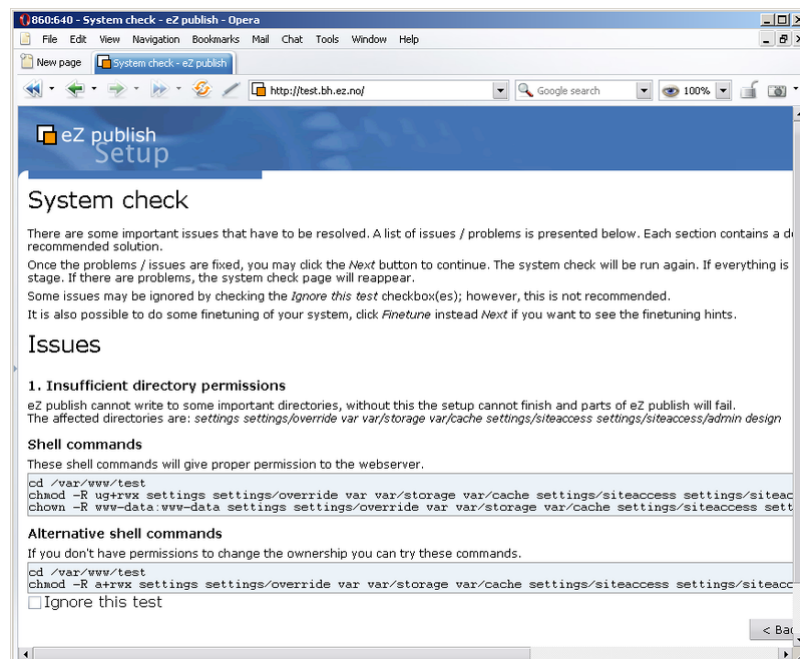 860:640 - System check - eZ publish - Opera
File Edit View Navigation Bookmarks Mail Chat Tools Window Help
New page System check - eZ publish
http://test.bh.ez.no/ Google search 100%
eZ publish
Setup
System check
There are some important issues that have to be resolved. A list of issues / problems is presented below. Each section contains a
recommended solution.
Once the problems / issues are fixed, you may click the Next button to continue. The system check will be run again. If everything is
stage. If there are problems, the system check page will reappear.
Some issues may be ignored by checking the Ignore this test checkbox(es); however, this is not recommended.
It is also possible to do some finetuning of your system, click Finetune instead Next if you want to see the finetuning hints.
Issues
1. Insufficient directory permissions
eZ publish cannot write to some important directories, without this the setup cannot finish and parts of eZ publish will fail.
The affected directories are: settings settings/override var var/storage var/cache settings/siteaccess settings/siteaccess/admin design
Shell commands
These shell commands will give proper permission to the webserver.
cd /var/www/test
chmod -R ug+rwx settings settings/override var var/storage var/cache settings/siteaccess settings/siteac
chown -R www-data:www-data settings settings/override var var/storage var/cache settings/siteaccess sett
Alternative shell commands
If you don't have permissions to change the ownership you can try these commands.
cd /var/www/test
chmod -R a+rwx settings settings/override var var/storage var/cache settings/siteaccess settings/siteacc
Ignore this test
< Bac